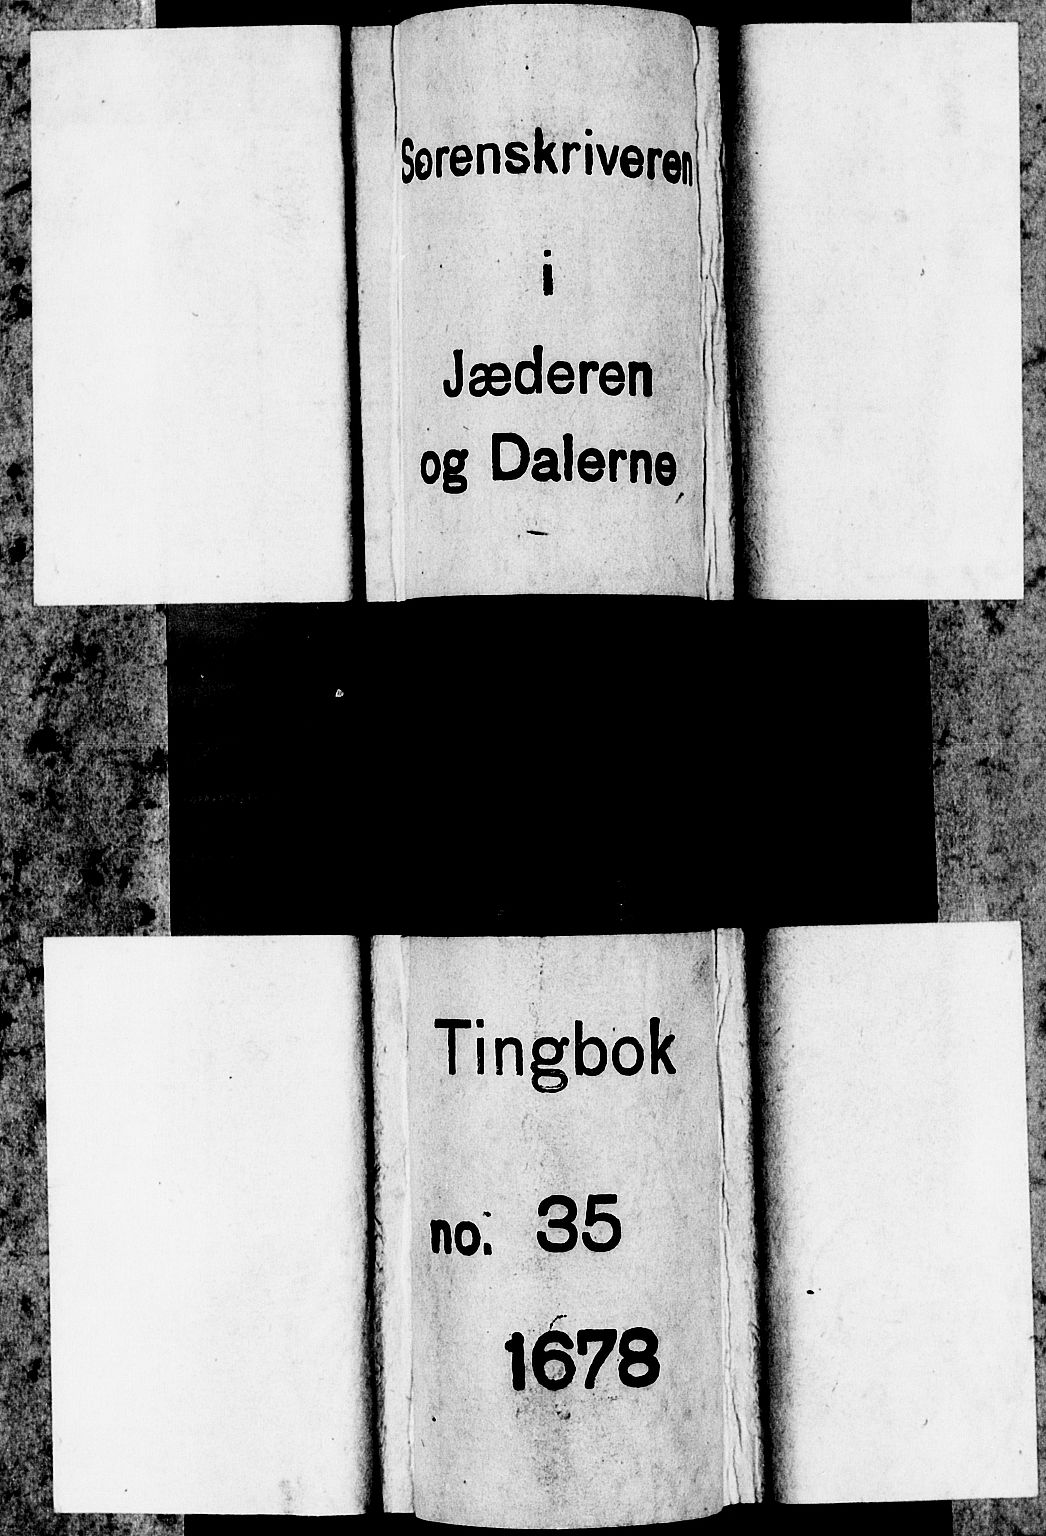 Sørenskriveren
i
Jæderen
og Dalerne
Tingbok
no. 35
1678